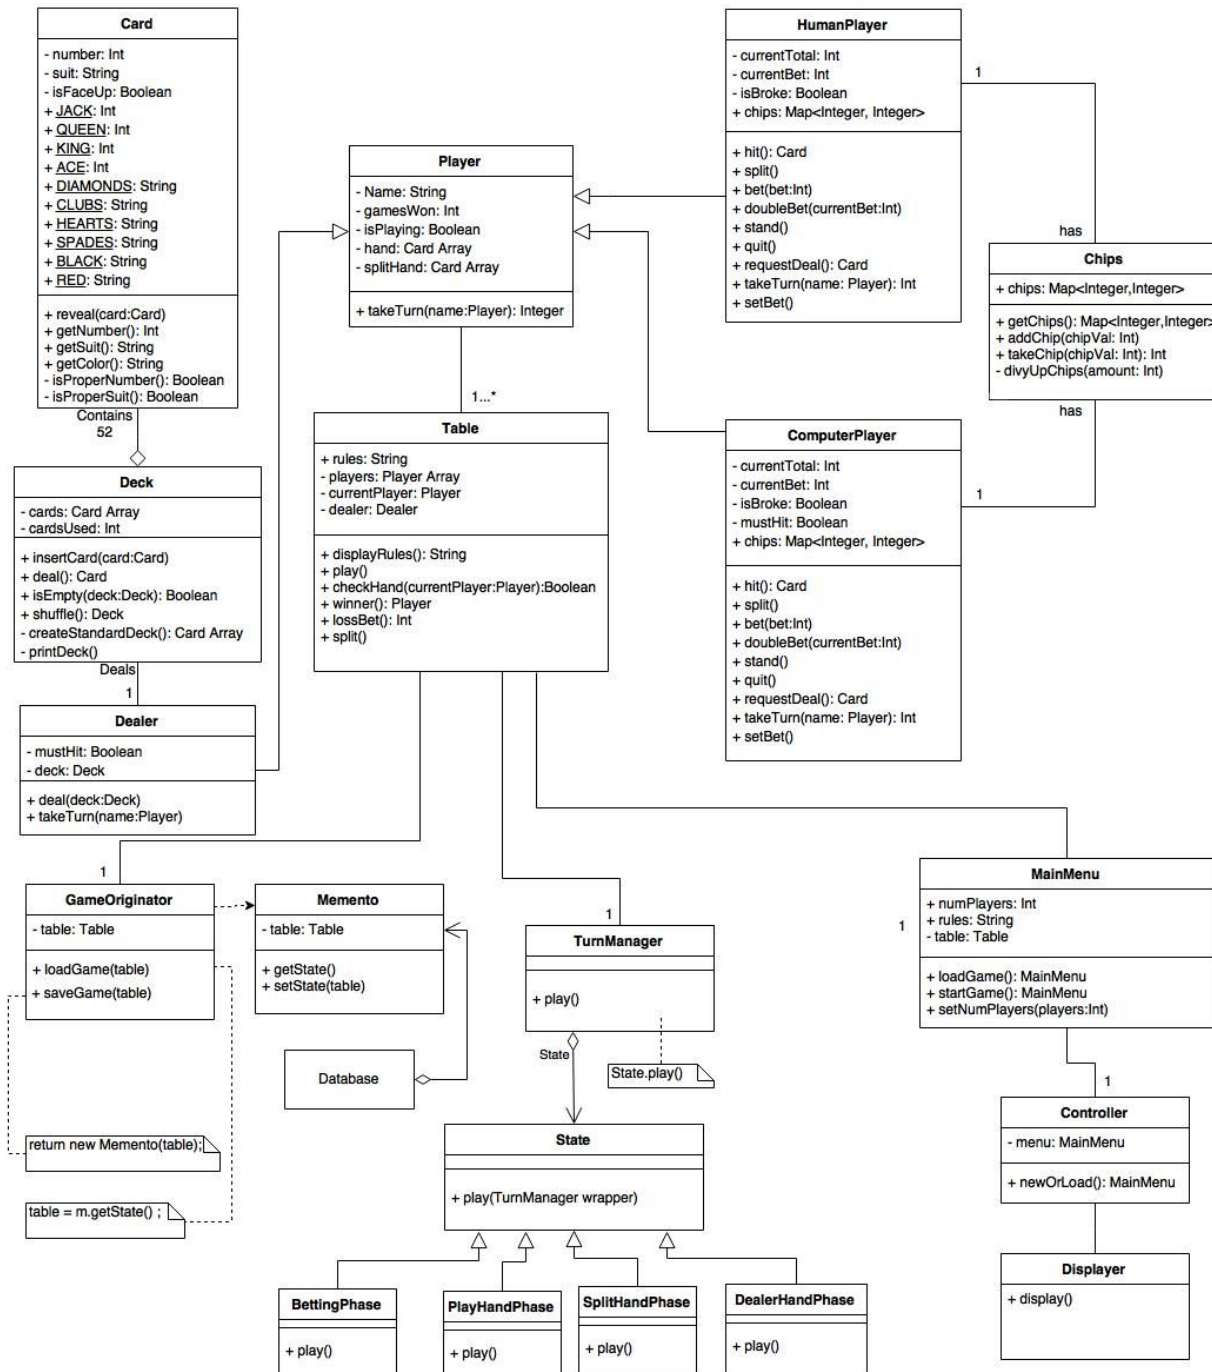 Card
- number: Int
- suit: String
- isFaceUp: Boolean
+ JACK: Int
+ QUEEN: Int
+ KING: Int
+ ACE: Int
+ DIAMONDS: String
+ CLUBS: String
+ HEARTS: String
+ SPADES: String
+ BLACK: String
+ RED: String
+ reveal(card:Card)
+ getNumber(): Int
+ getSuit(): String
+ getColor(): String
- isProperNumber(): Boolean
- isProperSuit(): Boolean
Contains
52
Deck
- cards: Card Array
- cardsUsed: Int
+ insertCard(card:Card)
+ deal(): Card
+ isEmpty(deck:Deck): Boolean
+ shuffle(): Deck
- createStandardDeck(): Card Array
- printDeck()
Deals
1
Dealer
- mustHit: Boolean
- deck: Deck
+ deal(deck:Deck)
+ takeTurn(name:Player)
Player
- Name: String
- gamesWon: Int
- isPlaying: Boolean
- hand: Card Array
- splitHand: Card Array
+ takeTurn(name:Player): Integer
1...*
Table
+ rules: String
- players: Player Array
- currentPlayer: Player
- dealer: Dealer
+ displayRules(): String
+ play()
+ checkHand(currentPlayer:Player):Boolean
+ winner(): Player
+ lossBet(): Int
+ split()
HumanPlayer
- currentTotal: Int
- currentBet: Int
- isBroke: Boolean
+ chips: Map<Integer, Integer>
+ hit(): Card
+ split()
+ bet(bet:Int)
+ doubleBet(currentBet:Int)
+ stand()
+ quit()
+ requestDeal(): Card
+ takeTurn(name: Player): Int
+ setBet()
1
has
Chips
+ chips: Map<Integer,Integer>
+ getChips(): Map<Integer,Integer>
+ addChip(chipVal: Int)
+ takeChip(chipVal: Int): Int
- divyUpChips(amount: Int)
has
1
ComputerPlayer
- currentTotal: Int
- currentBet: Int
- isBroke: Boolean
- mustHit: Boolean
+ chips: Map<Integer, Integer>
+ hit(): Card
+ split()
+ bet(bet:Int)
+ doubleBet(currentBet:Int)
+ stand()
+ quit()
+ requestDeal(): Card
+ takeTurn(name: Player): Int
+ setBet()
1
GameOriginator
- table: Table
+ loadGame(table)
+ saveGame(table)
return new Memento(table);
table = m.getState() ;
Memento
- table: Table
+ getState()
+ setState(table)
Database
1
TurnManager
+ play()
State
State.play()
State
+ play(TurnManager wrapper)
BettingPhase
+ play()
PlayHandPhase
+ play()
SplitHandPhase
+ play()
DealerHandPhase
+ play()
1
MainMenu
+ numPlayers: Int
+ rules: String
- table: Table
+ loadGame(): MainMenu
+ startGame(): MainMenu
+ setNumPlayers(players:Int)
1
Controller
- menu: MainMenu
+ newOrLoad(): MainMenu
Displayer
+ display()